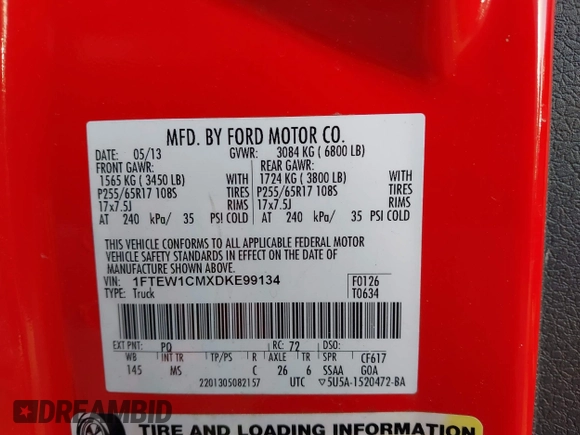 MFD. BY FORD MOTOR CO.
DATE: 05/13 GVWR: 3084 KG ( 6800 LB)
FRONT GAWR: REAR GAWR:
1565 KG ( 3450 LB) WITH 1724 KG ( 3800 LB) WITH
P255/65R17 108S TIRES P255/65R17 108S TIRES
17x7.5J RIMS 17x7.5J RIMS
AT 240 kPa/ 35 PSI COLD AT 240 kPa/ 35 PSI COLD
THIS VEHICLE CONFORMS TO ALL APPLICABLE FEDERAL MOTOR
VEHICLE SAFETY STANDARDS IN EFFECT ON THE DATE OF
MANUFACTURE SHOWN ABOVE.
VIN: 1FTEW1CMXDKE99134 F0126
TYPE: Truck T0634
EXT PNT: PQ RC: 72 DSO:
WB INT TR TP/PS R AXLE TR SPR CF617
145 MS C 26 6 SSAA GOA
2201305082157 UTC 5U5A-1520472-BA
DREAMBID
TIRE AND LOADING INFORMATION